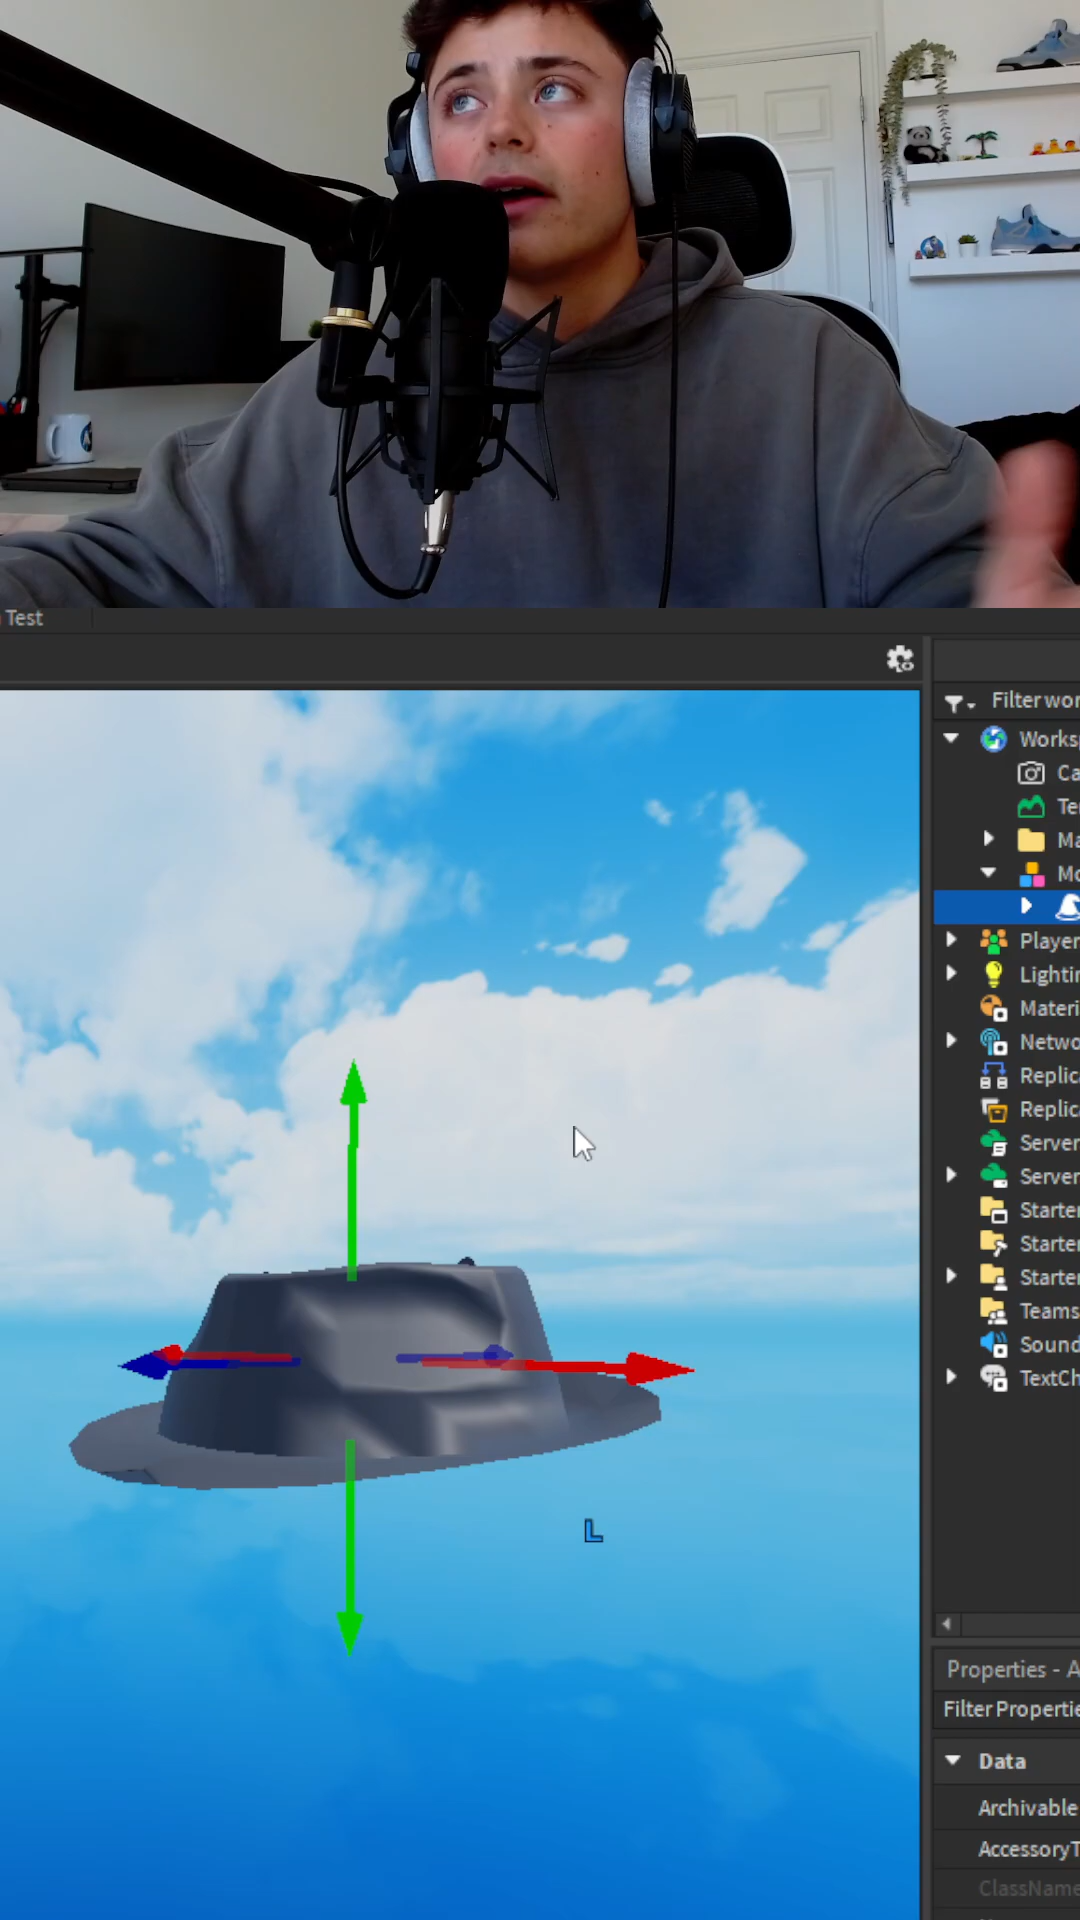 Test
Filter wor
Works
Ca
Te
Ma
Mo
Player
Lightin
Materi
Netwo
Replic
Replic
Server
Server
Starter
Starter
Starter
Teams
Sound
TextCh
L
Properties - A
Filter Propertie
Data
Archivable
AccessoryT
ClassName